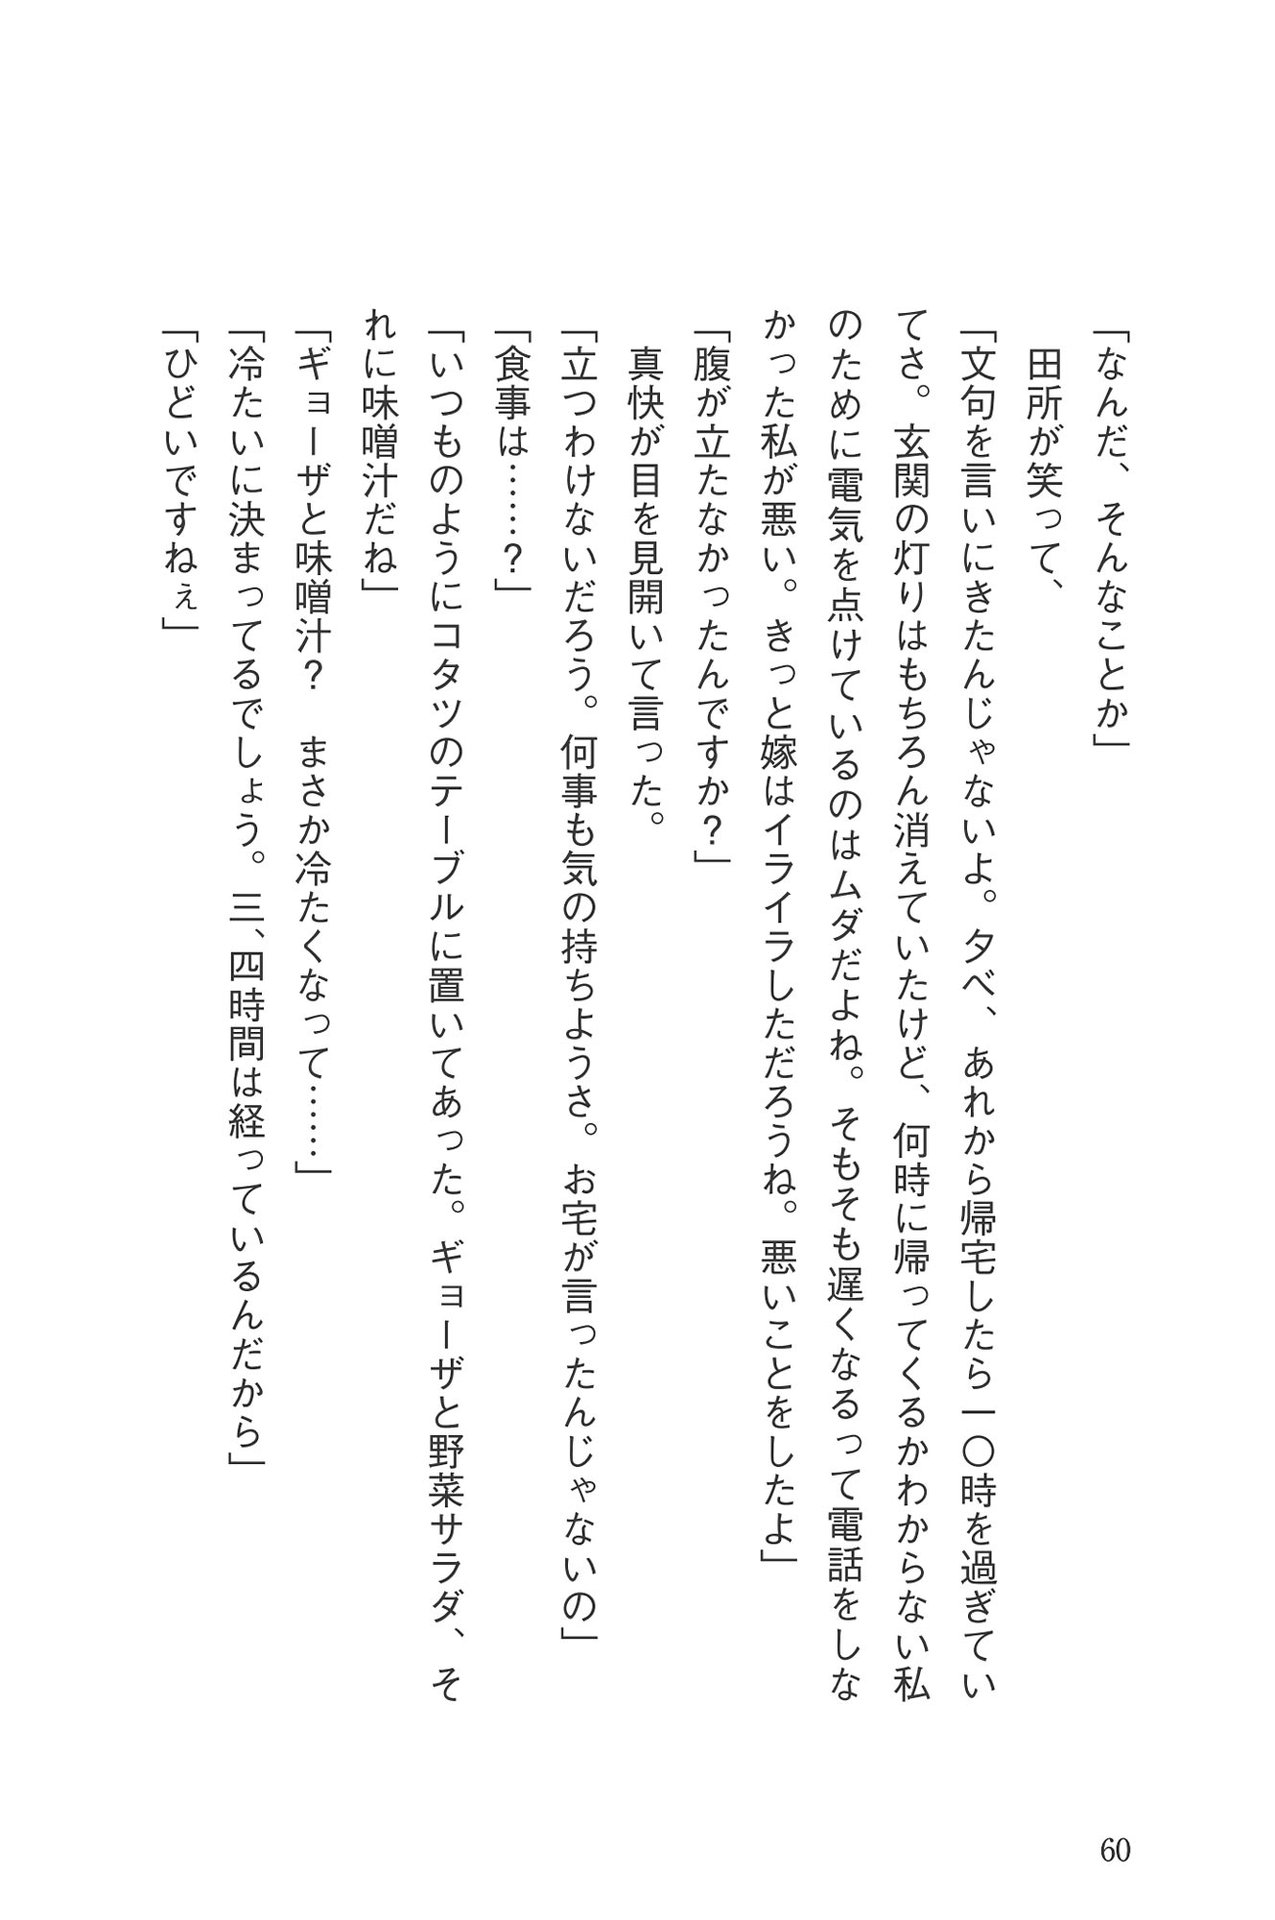 「なんだ、そんなことか」
　田所が笑って、
「文句を言いにきたんじゃないよ。夕べ、あれから帰宅したら一〇時を過ぎてい
てさ。玄関の灯りはもちろん消えていたけど、何時に帰ってくるかわからない私
のために電気を点けているのはムダだよね。そもそも遅くなるって電話をしな
かった私が悪い。きっと嫁はイライラしただろうね。悪いことをしたよ」
「腹が立たなかったんですか？」
　真快が目を見開いて言った。
「立つわけないだろう。何事も気の持ちようさ。お宅が言ったんじゃないの」
「食事は……？」
「いつものようにコタツのテーブルに置いてあった。ギョーザと野菜サラダ、そ
れに味噌汁だね」
「ギョーザと味噌汁？　まさか冷たくなって……」
「冷たいに決まってるでしょう。三、四時間は経っているんだから」
「ひどいですねぇ」
60